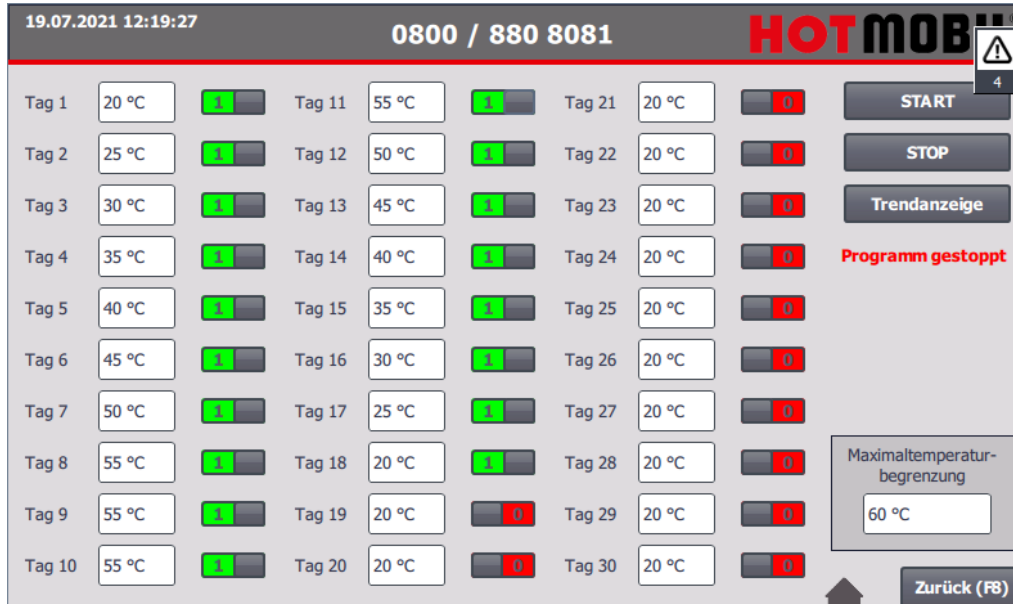 19.07.2021 12:19:27 0800 / 880 8081 HOTMOBI
4
Tag 1 20 °C 1 Tag 11 55 °C 1 Tag 21 20 °C 0 START
Tag 2 25 °C 1 Tag 12 50 °C 1 Tag 22 20 °C 0 STOP
Tag 3 30 °C 1 Tag 13 45 °C 1 Tag 23 20 °C 0 Trendanzeige
Tag 4 35 °C 1 Tag 14 40 °C 1 Tag 24 20 °C 0 Programm gestoppt
Tag 5 40 °C 1 Tag 15 35 °C 1 Tag 25 20 °C 0
Tag 6 45 °C 1 Tag 16 30 °C 1 Tag 26 20 °C 0
Tag 7 50 °C 1 Tag 17 25 °C 1 Tag 27 20 °C 0
Tag 8 55 °C 1 Tag 18 20 °C 1 Tag 28 20 °C 0
Maximaltemperatur-
begrenzung
Tag 9 55 °C 1 Tag 19 20 °C 0 Tag 29 20 °C 0 60 °C
Tag 10 55 °C 1 Tag 20 20 °C 0 Tag 30 20 °C 0
Zurück (F8)